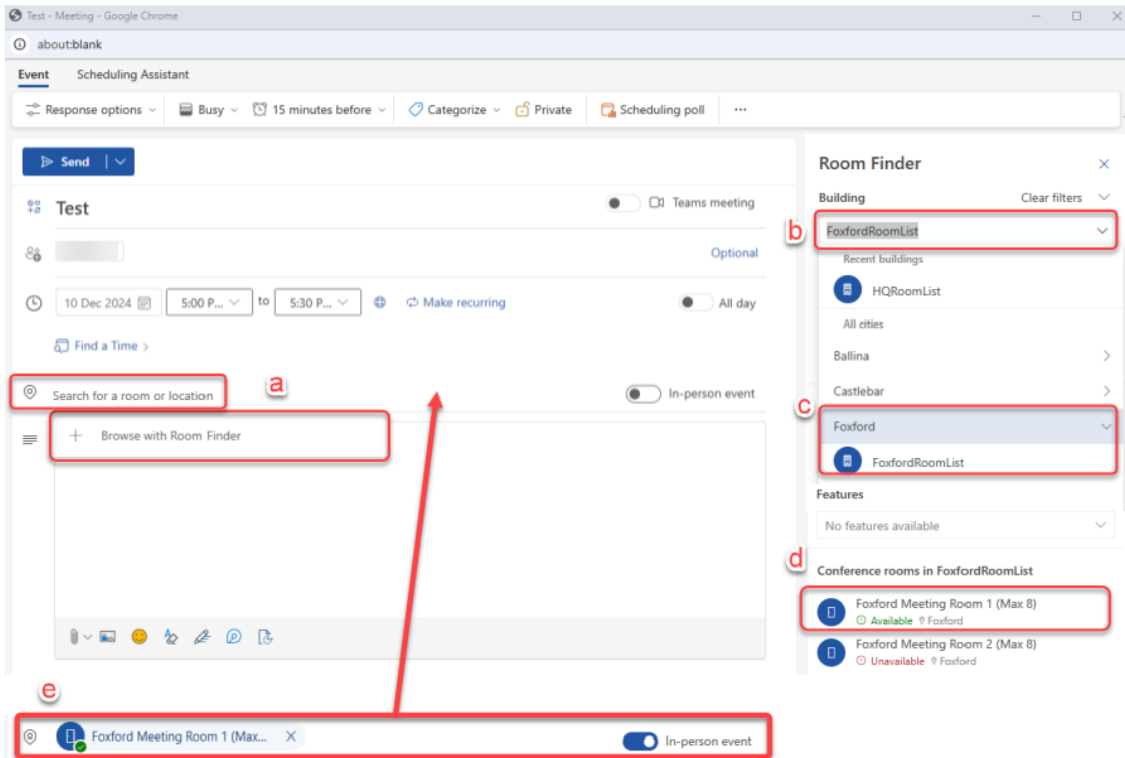 Test - Meeting - Google Chrome
about:blank
Event Scheduling Assistant
Response options Busy 15 minutes before Categorize Private Scheduling poll ...
Send
Test
Teams meeting
Optional
10 Dec 2024 5:00 P... to 5:30 P... Make recurring All day
Find a Time >
a
Search for a room or location
In-person event
+ Browse with Room Finder
Room Finder
Building Clear filters
b
FoxfordRoomList
Recent buildings
HQRoomList
All cities
Ballina
Castlebar
c
Foxford
FoxfordRoomList
Features
No features available
d
Conference rooms in FoxfordRoomList
Foxford Meeting Room 1 (Max 8)
Available Foxford
Foxford Meeting Room 2 (Max 8)
Unavailable Foxford
e
Foxford Meeting Room 1 (Max... X
In-person event